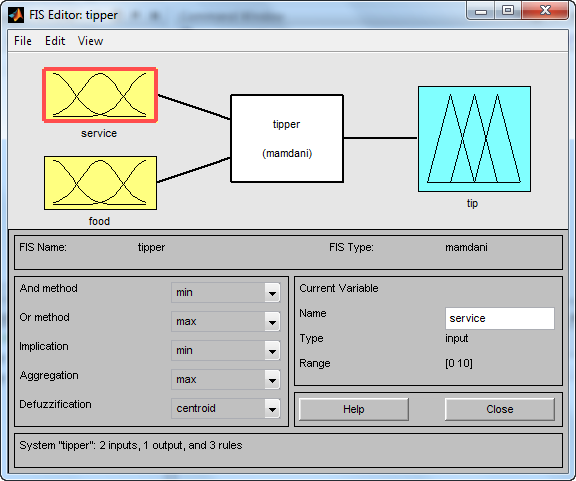 FIS Editor: tipper
File Edit View
service
food
tipper
(mamdani)
tip
FIS Name: tipper FIS Type: mamdani
And method min
Or method max
Implication min
Aggregation max
Defuzzification centroid
Current Variable
Name service
Type input
Range [0 10]
Help Close
System "tipper": 2 inputs, 1 output, and 3 rules